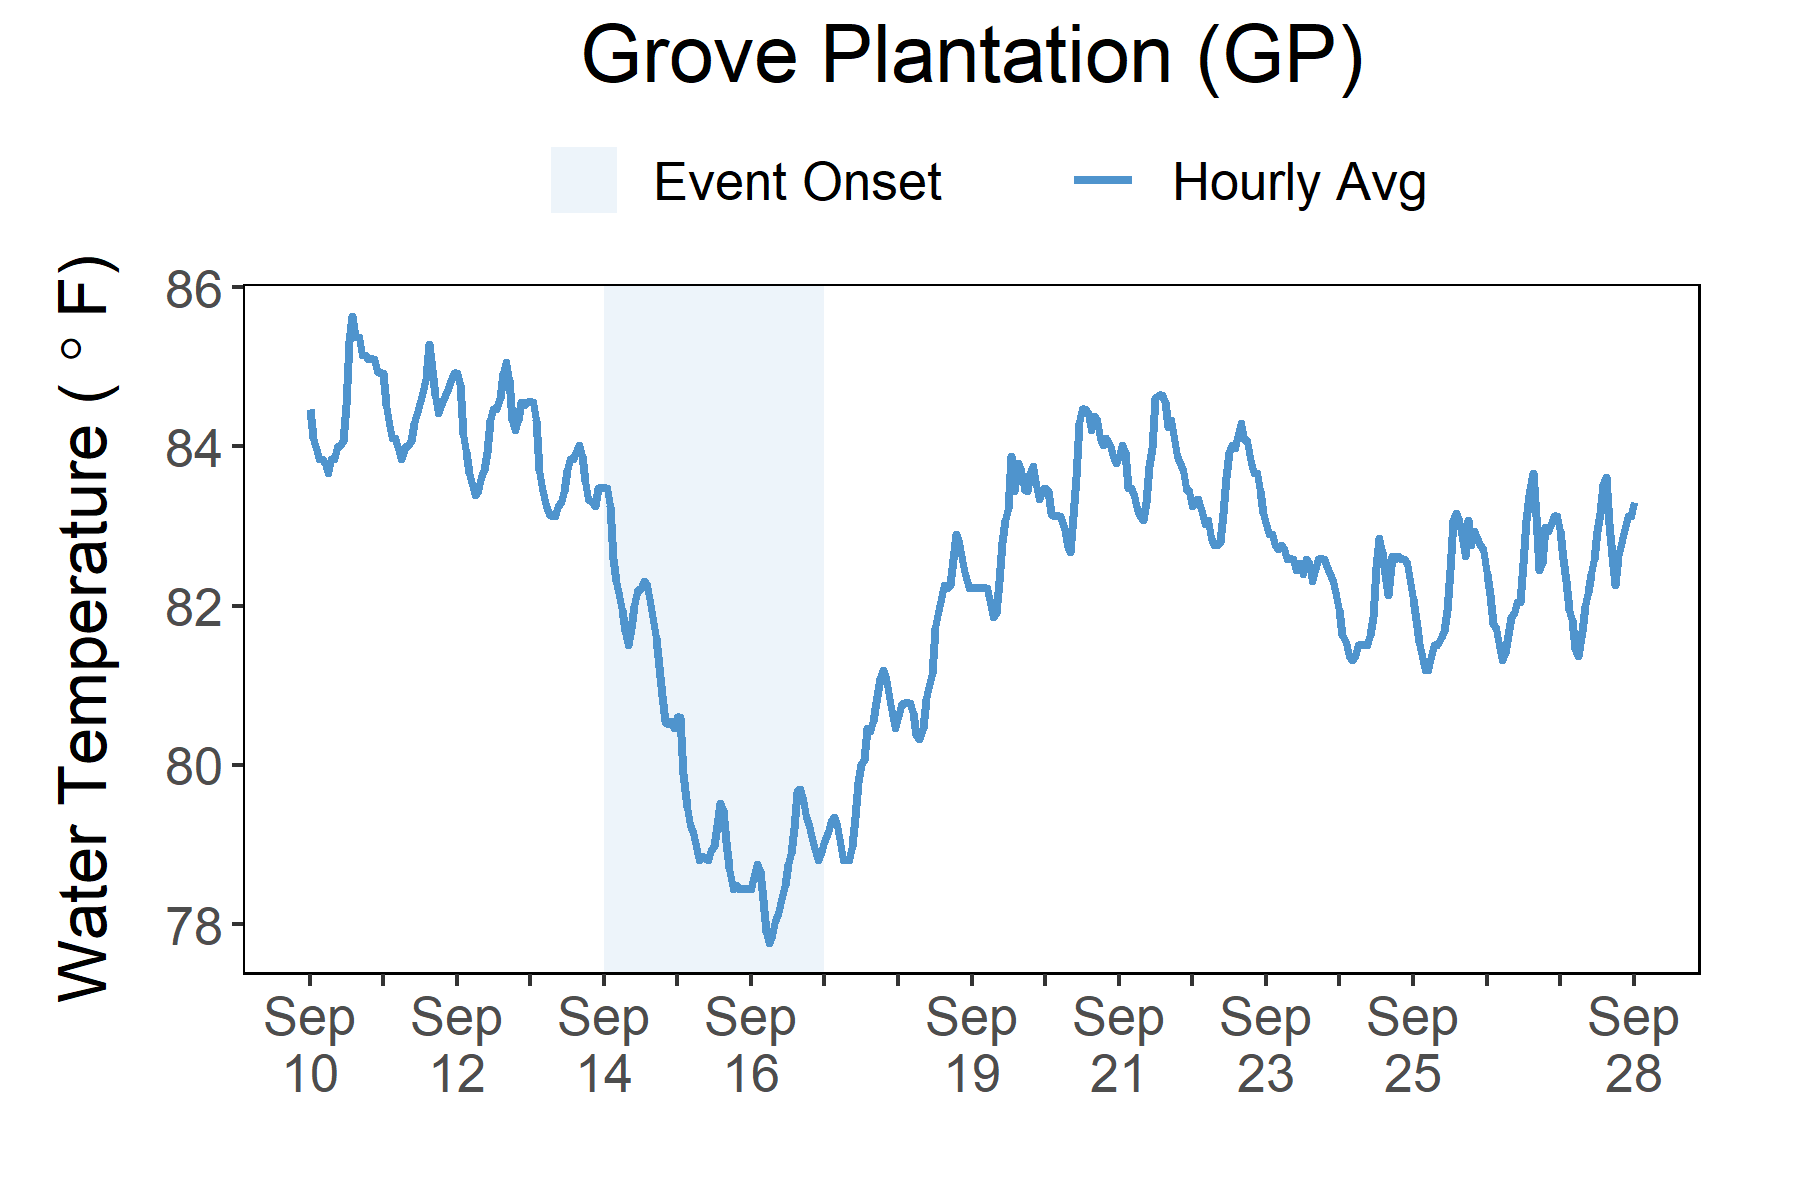 Grove Plantation (GP)
Event Onset
Hourly Avg
Water Temperature ( ° F)
86
84
82
80
78
Sep 10
Sep 12
Sep 14
Sep 16
Sep 19
Sep 21
Sep 23
Sep 25
Sep 28